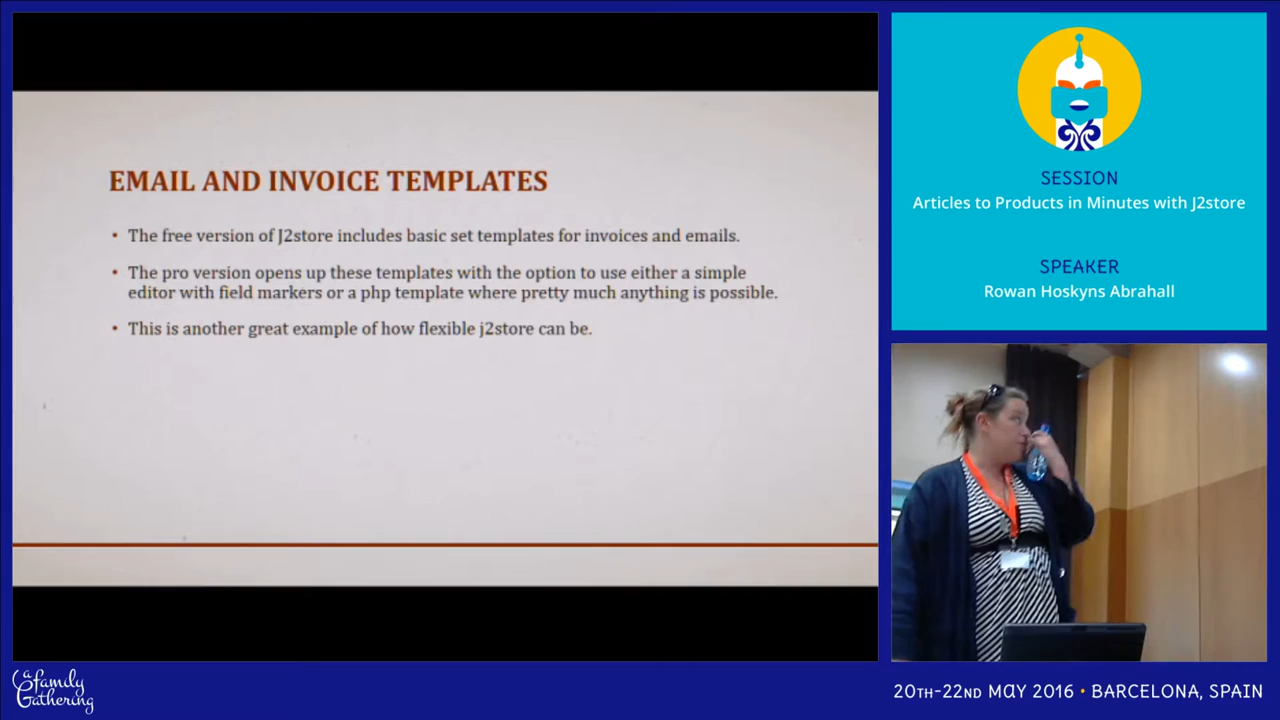 EMAIL AND INVOICE TEMPLATES
• The free version of J2store includes basic set templates for invoices and emails.
• The pro version opens up these templates with the option to use either a simple
editor with field markers or a php template where pretty much anything is possible.
• This is another great example of how flexible j2store can be.
SESSION
Articles to Products in Minutes with J2store
SPEAKER
Rowan Hoskyns Abrahall
a family
Gathering
20TH-22ND MAY 2016 • BARCELONA, SPAIN